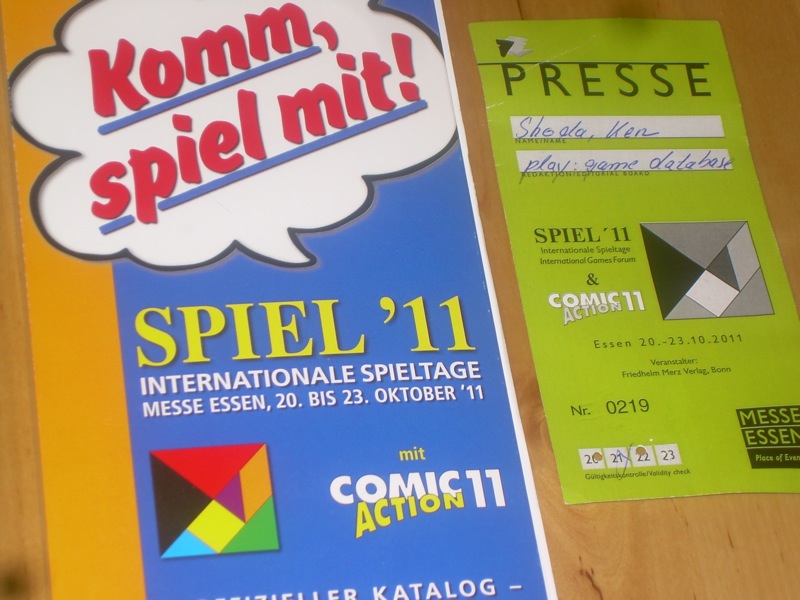 Komm,
spiel mit!
SPIEL ’11
INTERNATIONALE SPIELTAGE
MESSE ESSEN, 20. BIS 23. OKTOBER ’11
mit
COMIC 11
ACTION
OFFIZIELLER KATALOG –
PRESSE
Shoda, Ken
NAME/NAME
play:game database
REDAKTION/EDITORIAL BOARD
SPIEL´11
Internationale Spieltage
International Games Forum
&
COMIC 11
ACTION
Essen 20.-23.10.2011
Veranstalter:
Friedhelm Merz Verlag, Bonn
Nr. 0219
MESSE
ESSEN
Place of Even
20 21 22 23
Gültigkeitskontrolle/Validity check